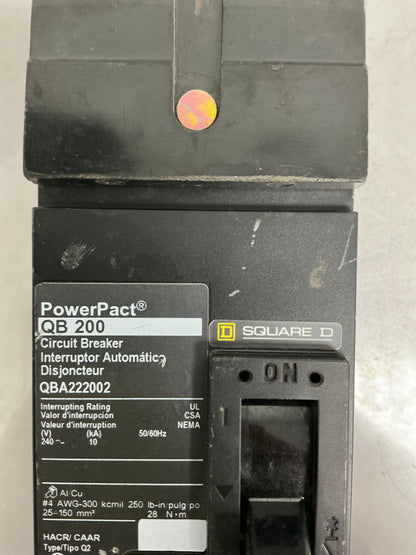 PowerPact®
QB 200
Circuit Breaker
Interruptor Automático
Disjoncteur
QBA222002
Interrupting Rating UL
Valor d'interrupcion CSA
Valeur d'interruption NEMA
(V) (kA) 50/60Hz
240 ~ 10
Al/Cu
#4 AWG-300 kcmil 250 lb-in/pulg·po
25-150 mm² 28 N·m
HACR/ CAAR
Type/Tipo Q2
D SQUARE D
ON
I